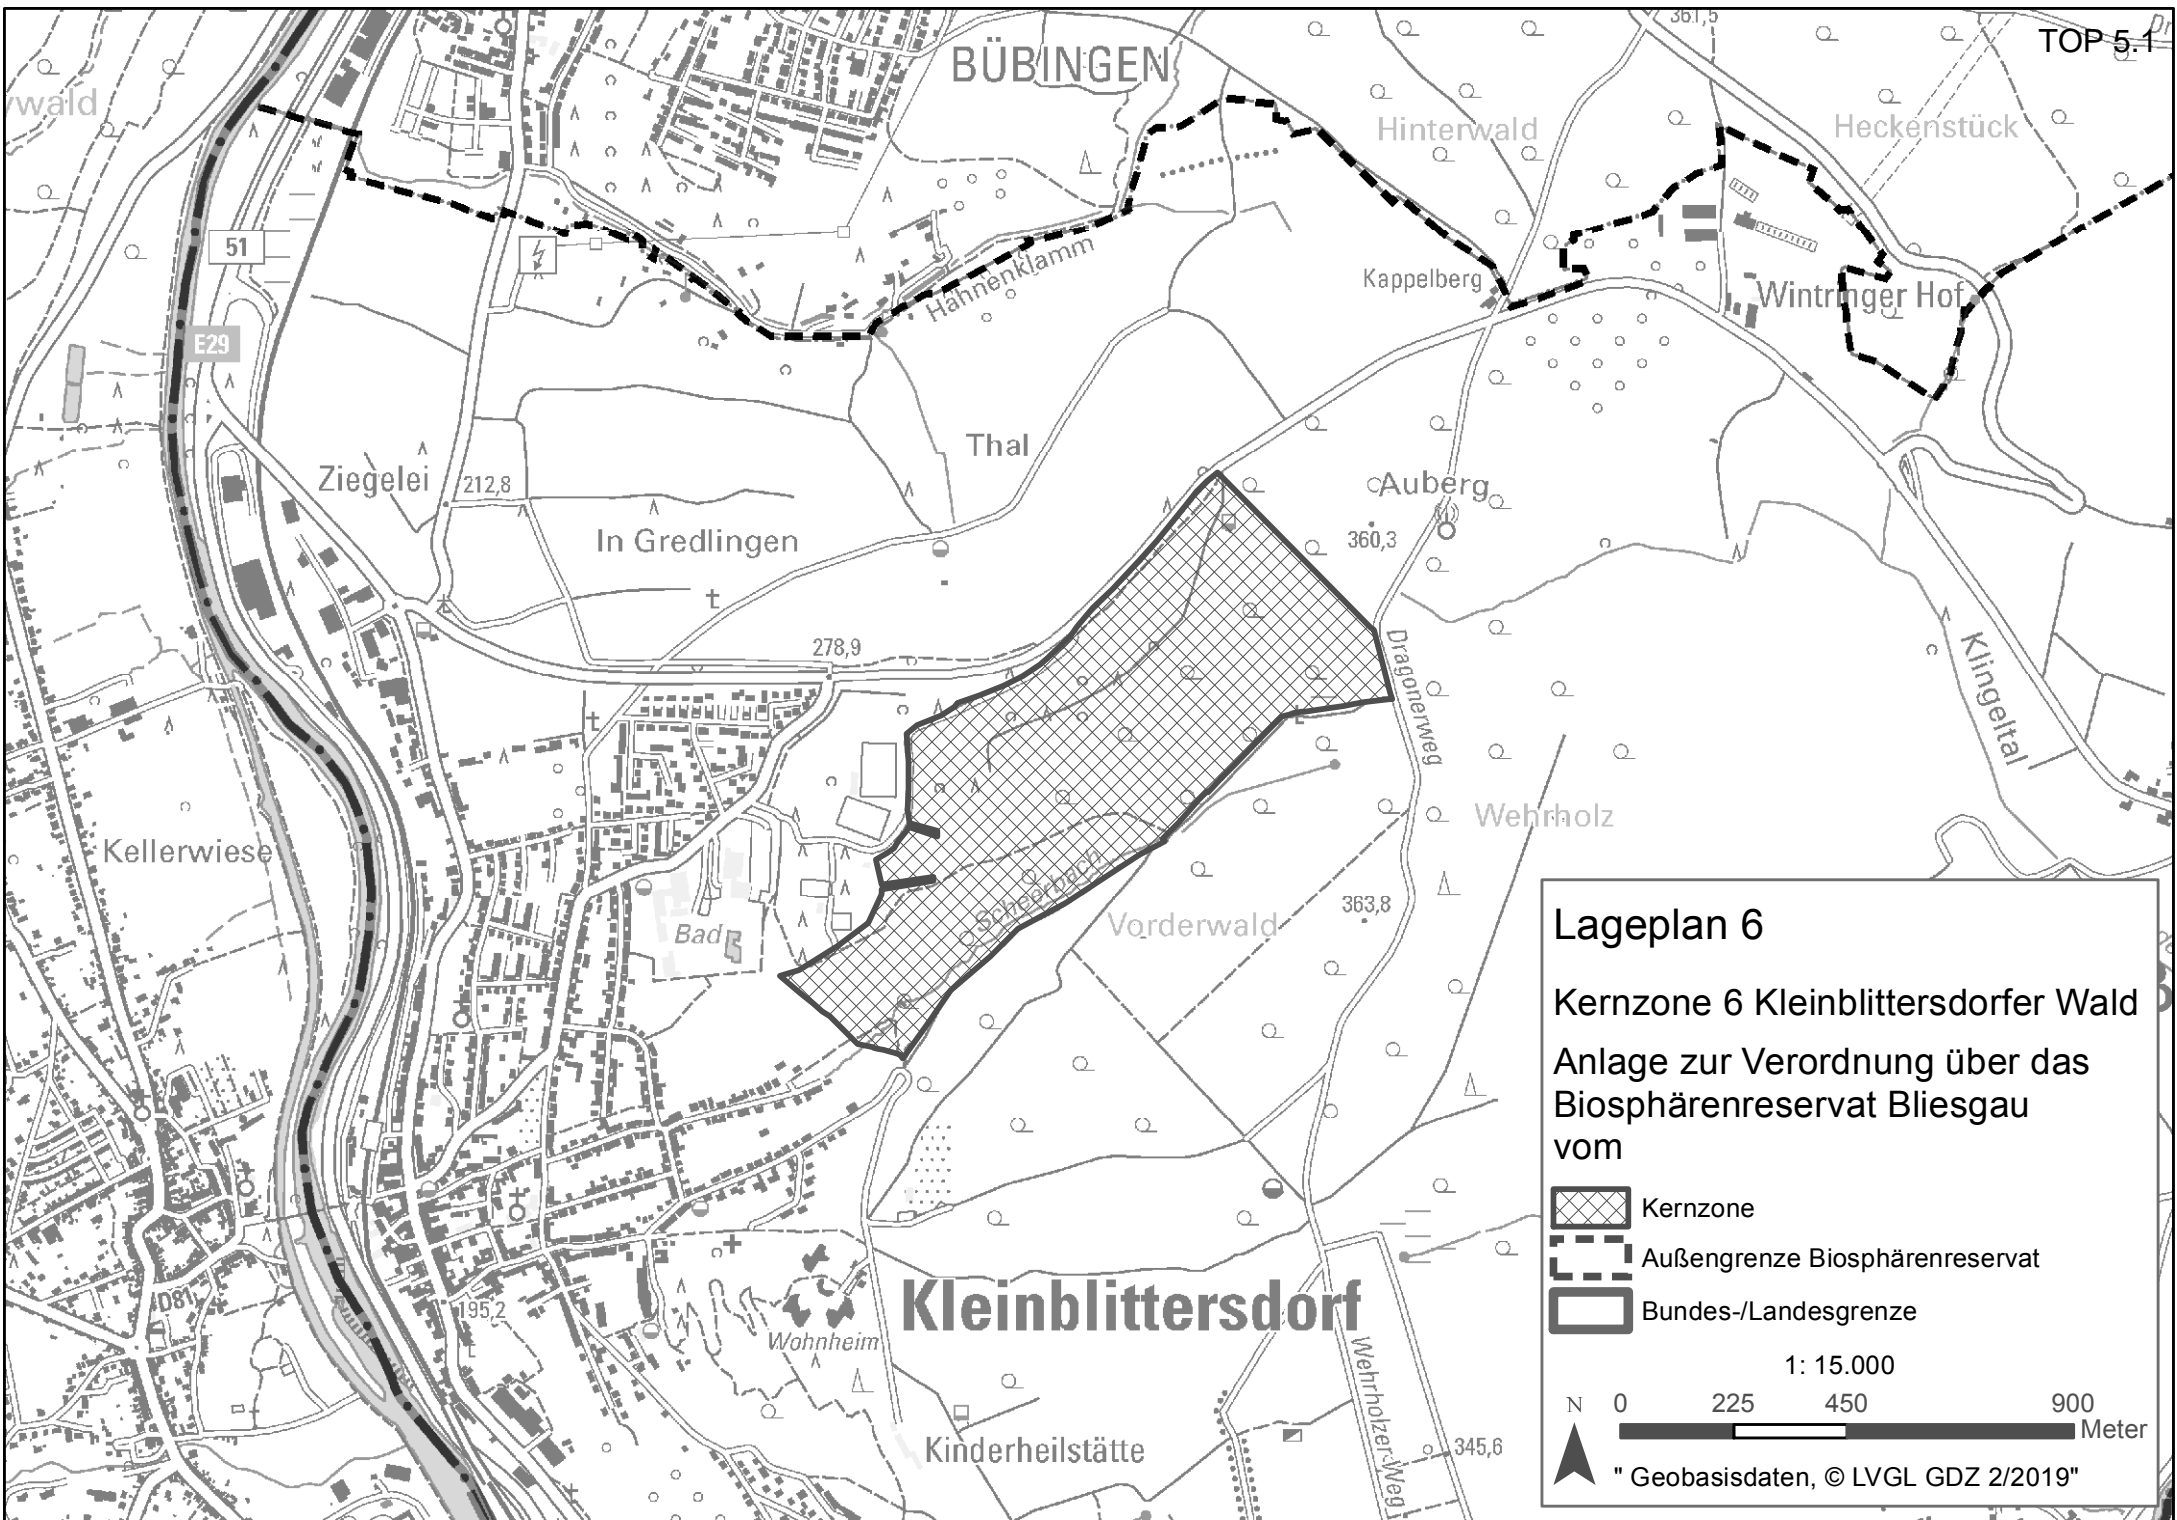 361,5
TOP 5.1
BÜBINGEN
wald
Hinterwald
Heckenstück
51
Hahnenklamm
Kappelberg
Wintringer Hof
E29
Thal
Ziegelei
212,8
Auberg
In Gredlingen
360,3
278,9
Dragonerweg
Klingeltal
Kellerwiese
Wehrholz
Scheerbach
363,8
Vorderwald
Bad
D81
195,2
Wohnheim
Kleinblittersdorf
Wehrholzer Weg
Kinderheilstätte
345,6
Lageplan 6
Kernzone 6 Kleinblittersdorfer Wald
Anlage zur Verordnung über das
Biosphärenreservat Bliesgau
vom
Kernzone
Außengrenze Biosphärenreservat
Bundes-/Landesgrenze
1: 15.000
N 0 225 450 900
Meter
" Geobasisdaten, © LVGL GDZ 2/2019"